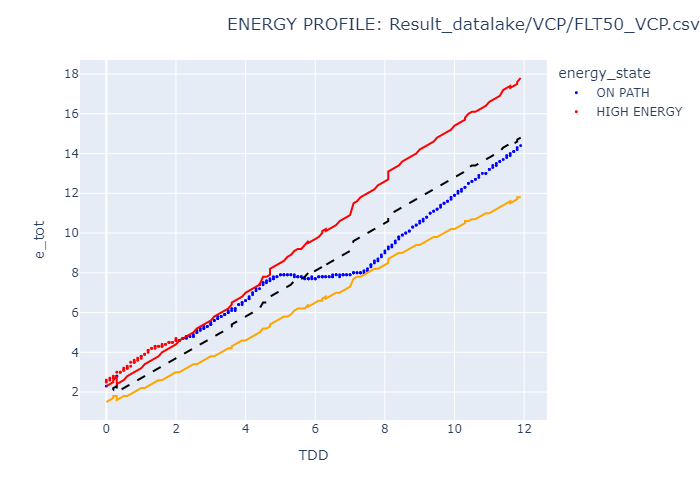 ENERGY PROFILE: Result_datalake/VCP/FLT50_VCP.csv
energy_state
ON PATH
HIGH ENERGY
e_tot
18
16
14
12
10
8
6
4
2
0 2 4 6 8 10 12
TDD